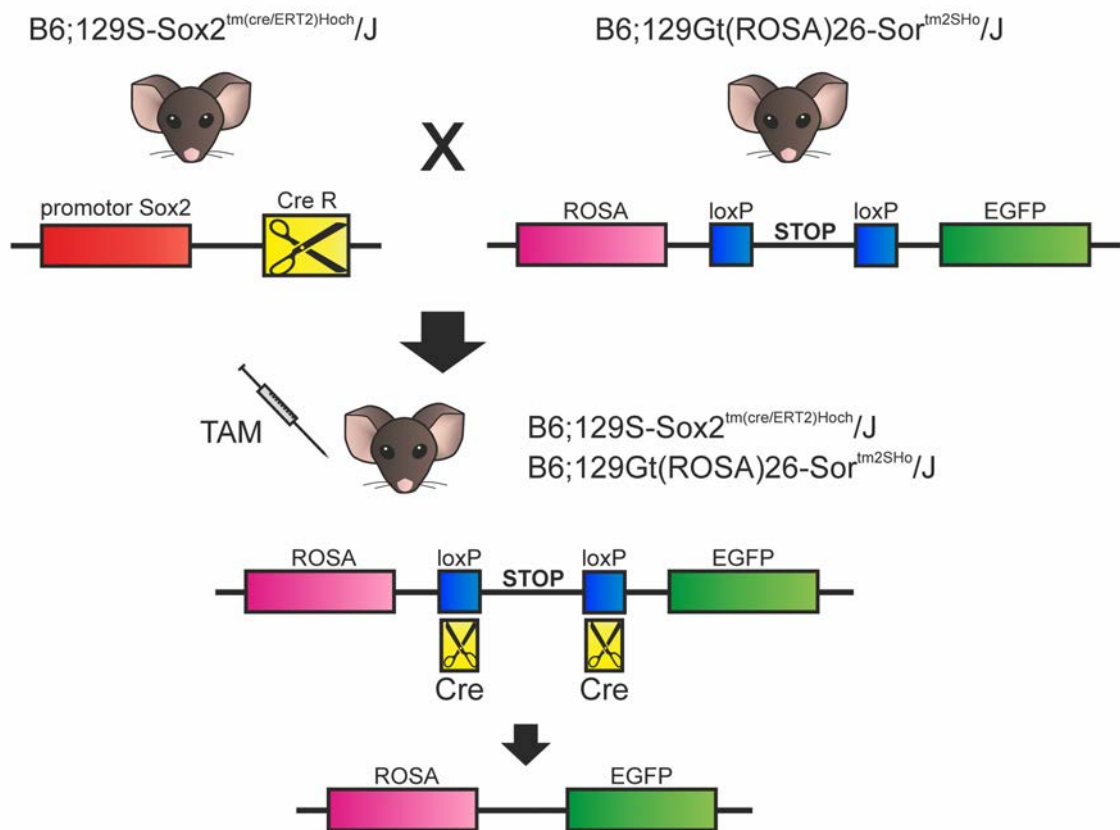 B6;129S-Sox2tm(cre/ERT2)Hoch/J
B6;129Gt(ROSA)26-Sortm2SHo/J
X
promotor Sox2
Cre R
ROSA
loxP
STOP
loxP
EGFP
TAM
B6;129S-Sox2tm(cre/ERT2)Hoch/J
B6;129Gt(ROSA)26-Sortm2SHo/J
ROSA
loxP
STOP
loxP
EGFP
Cre
Cre
ROSA
EGFP